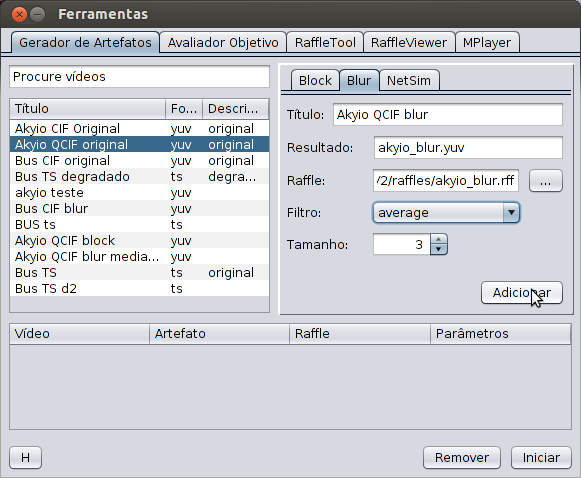 Ferramentas
Gerador de Artefatos Avaliador Objetivo RaffleTool RaffleViewer MPlayer
Procure vídeos
Título Fo... Descri...
Akyio CIF Original yuv original
Akyio QCIF original yuv original
Bus CIF original yuv original
Bus TS degradado ts degra...
akyio teste yuv
Bus CIF blur yuv
BUS ts ts
Akyio QCIF block yuv
Akyio QCIF blur media... yuv
Bus TS ts original
Bus TS d2 ts
Block Blur NetSim
Título: Akyio QCIF blur
Resultado: akyio_blur.yuv
Raffle: /2/raffles/akyio_blur.rff ...
Filtro: average
Tamanho: 3
Adicionar
Vídeo Artefato Raffle Parâmetros
H Remover Iniciar